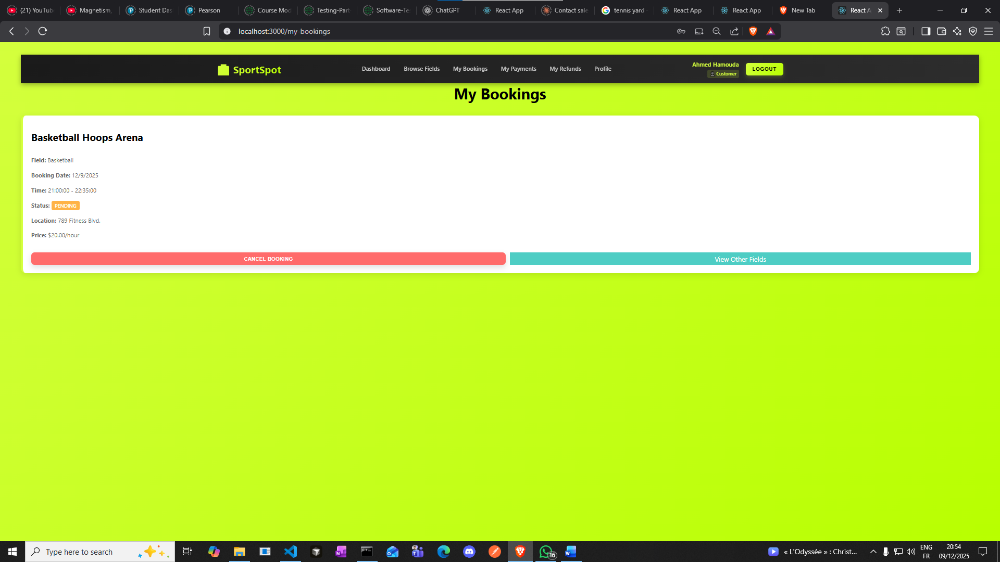 (21) YouTub
Magnetism,
Student Das
Pearson
Course Mod
Testing-Part
Software-Te
ChatGPT
React App
Contact sale
tennis yard
React App
React App
New Tab
React A
localhost:3000/my-bookings
SportSpot
Dashboard
Browse Fields
My Bookings
My Payments
My Refunds
Profile
Ahmed Hamouda
Customer
LOGOUT
My Bookings
Basketball Hoops Arena
Field: Basketball
Booking Date: 12/9/2025
Time: 21:00:00 - 22:35:00
Status: PENDING
Location: 789 Fitness Blvd.
Price: $20.00/hour
CANCEL BOOKING
View Other Fields
Type here to search
16
« L'Odyssée » : Christ...
ENG
FR
20:54
09/12/2025